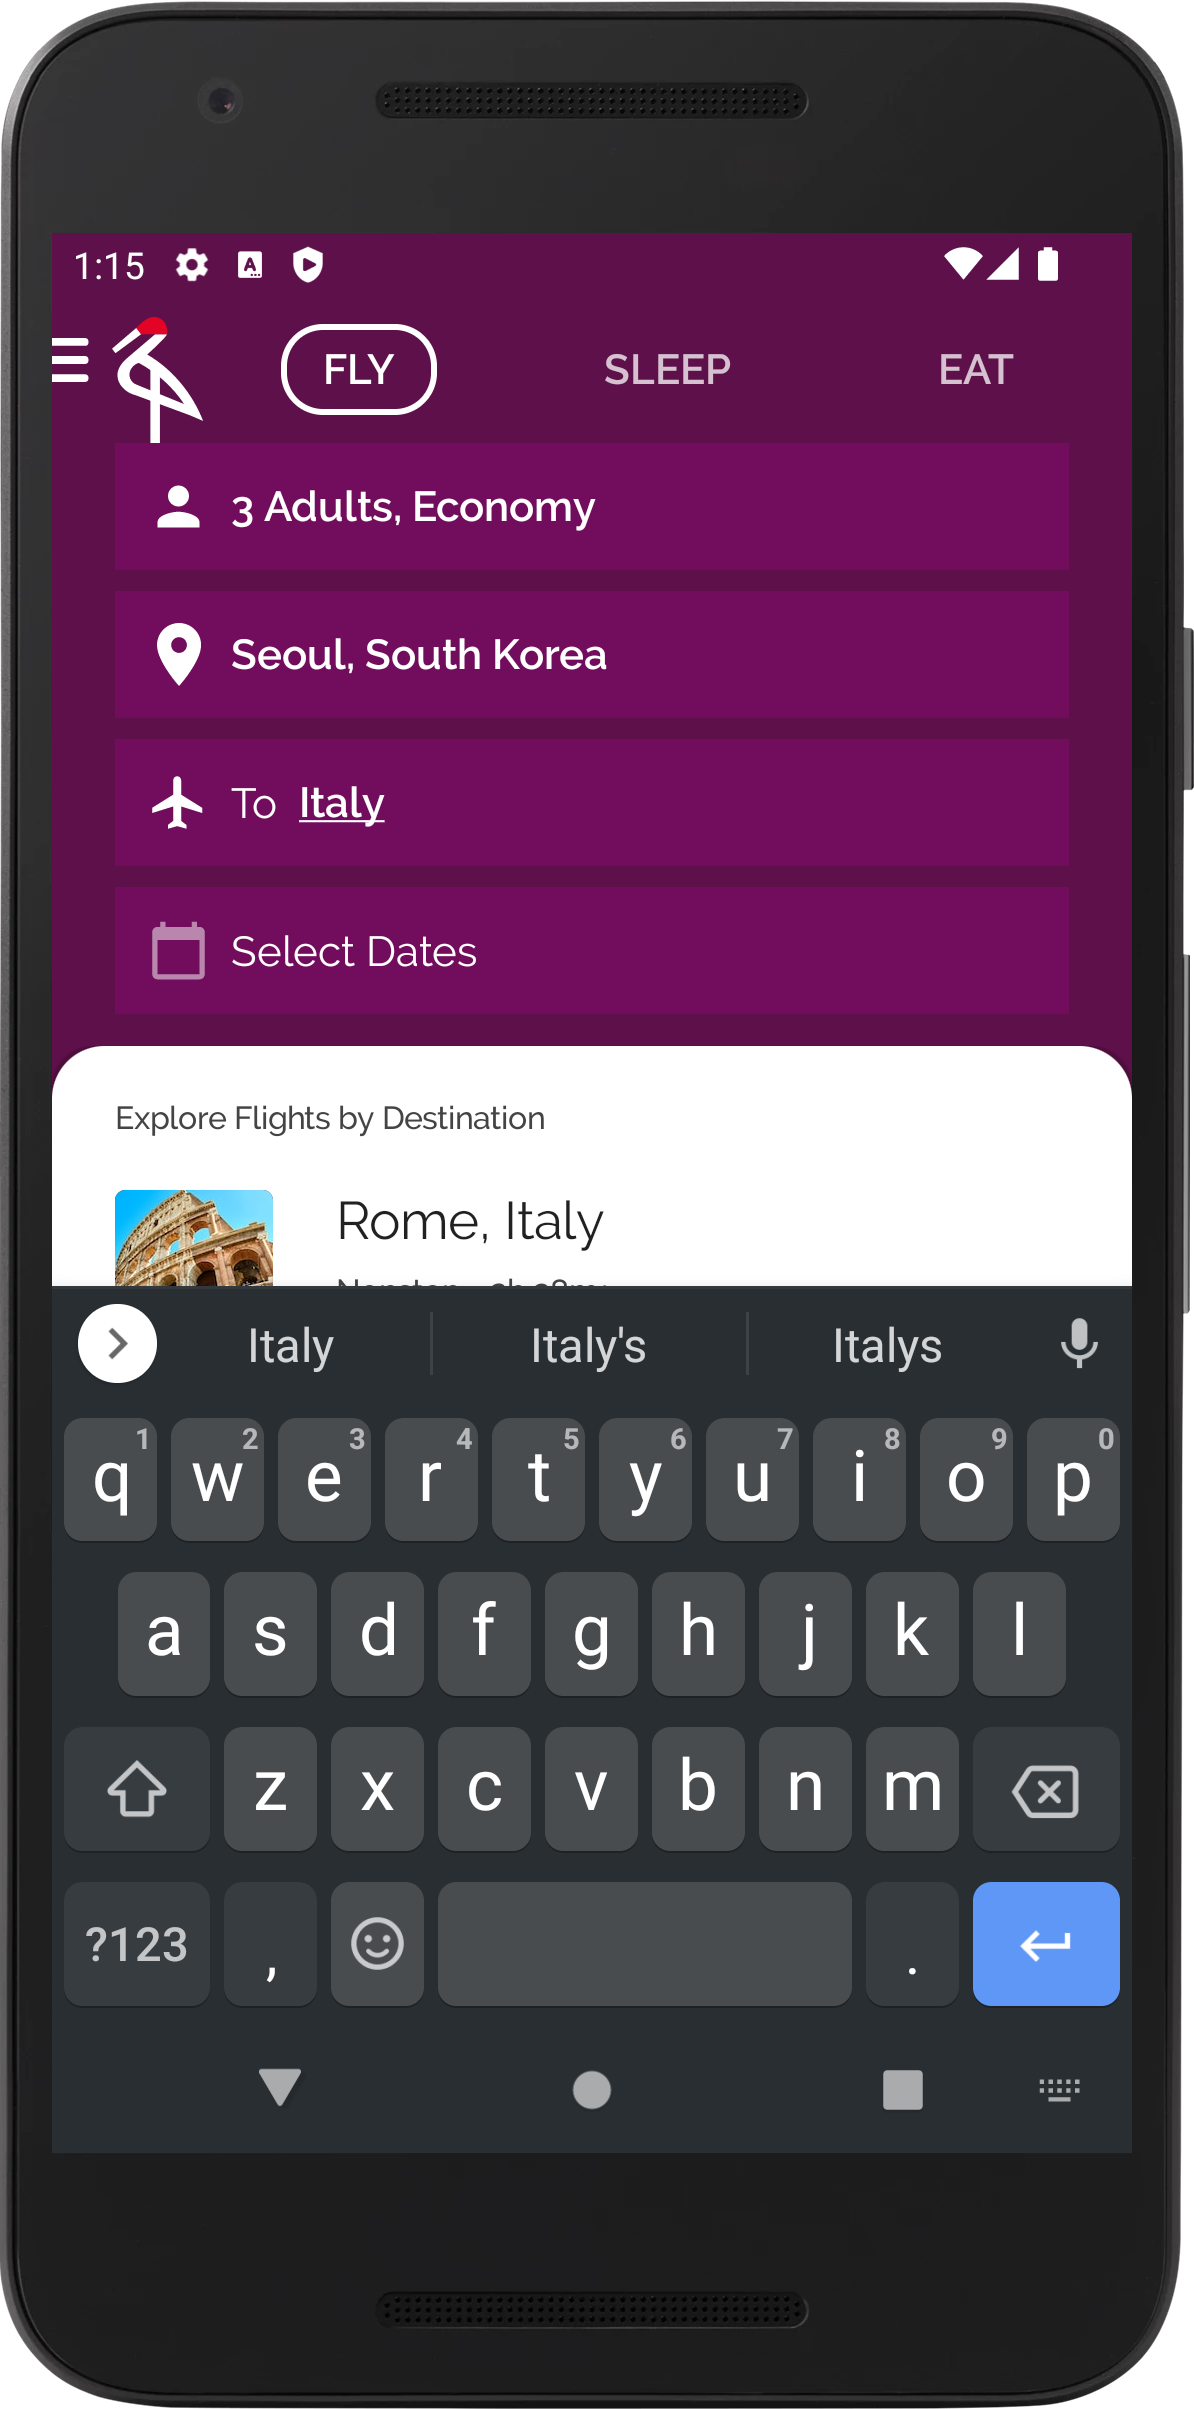 1:15
FLY SLEEP EAT
3 Adults, Economy
Seoul, South Korea
To Italy
Select Dates
Explore Flights by Destination
Rome, Italy
Italy Italy's Italys
1 2 3 4 5 6 7 8 9 0
q w e r t y u i o p
a s d f g h j k l
z x c v b n m
?123 , .